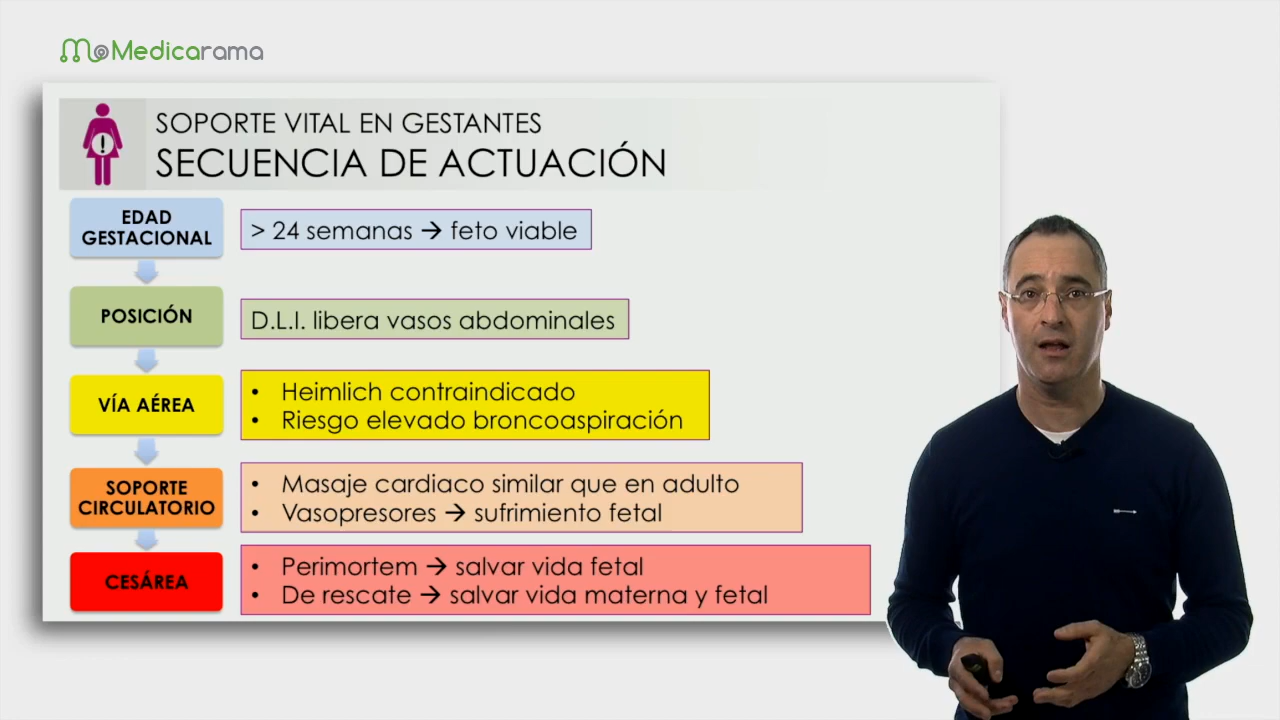 Medicarama
SOPORTE VITAL EN GESTANTES
SECUENCIA DE ACTUACIÓN
EDAD
GESTACIONAL
> 24 semanas → feto viable
POSICIÓN
D.L.I. libera vasos abdominales
VÍA AÉREA
• Heimlich contraindicado
• Riesgo elevado broncoaspiración
SOPORTE
CIRCULATORIO
• Masaje cardiaco similar que en adulto
• Vasopresores → sufrimiento fetal
CESÁREA
• Perimortem → salvar vida fetal
• De rescate → salvar vida materna y fetal